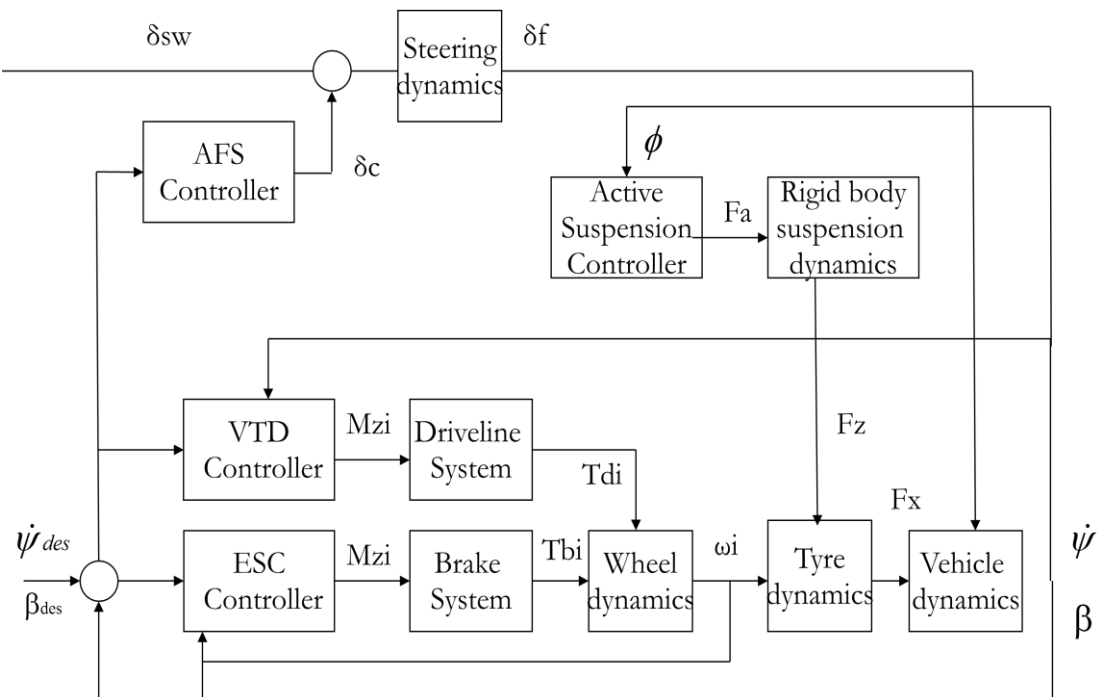 δsw
Steering
dynamics
δf
AFS
Controller
δc
ϕ
Active
Suspension
Controller
Fa
Rigid body
suspension
dynamics
VTD
Controller
Mzi
Driveline
System
Tdi
Fz
Fx
ψ̇des
βdes
ESC
Controller
Mzi
Brake
System
Tbi
Wheel
dynamics
ωi
Tyre
dynamics
Vehicle
dynamics
ψ̇
β